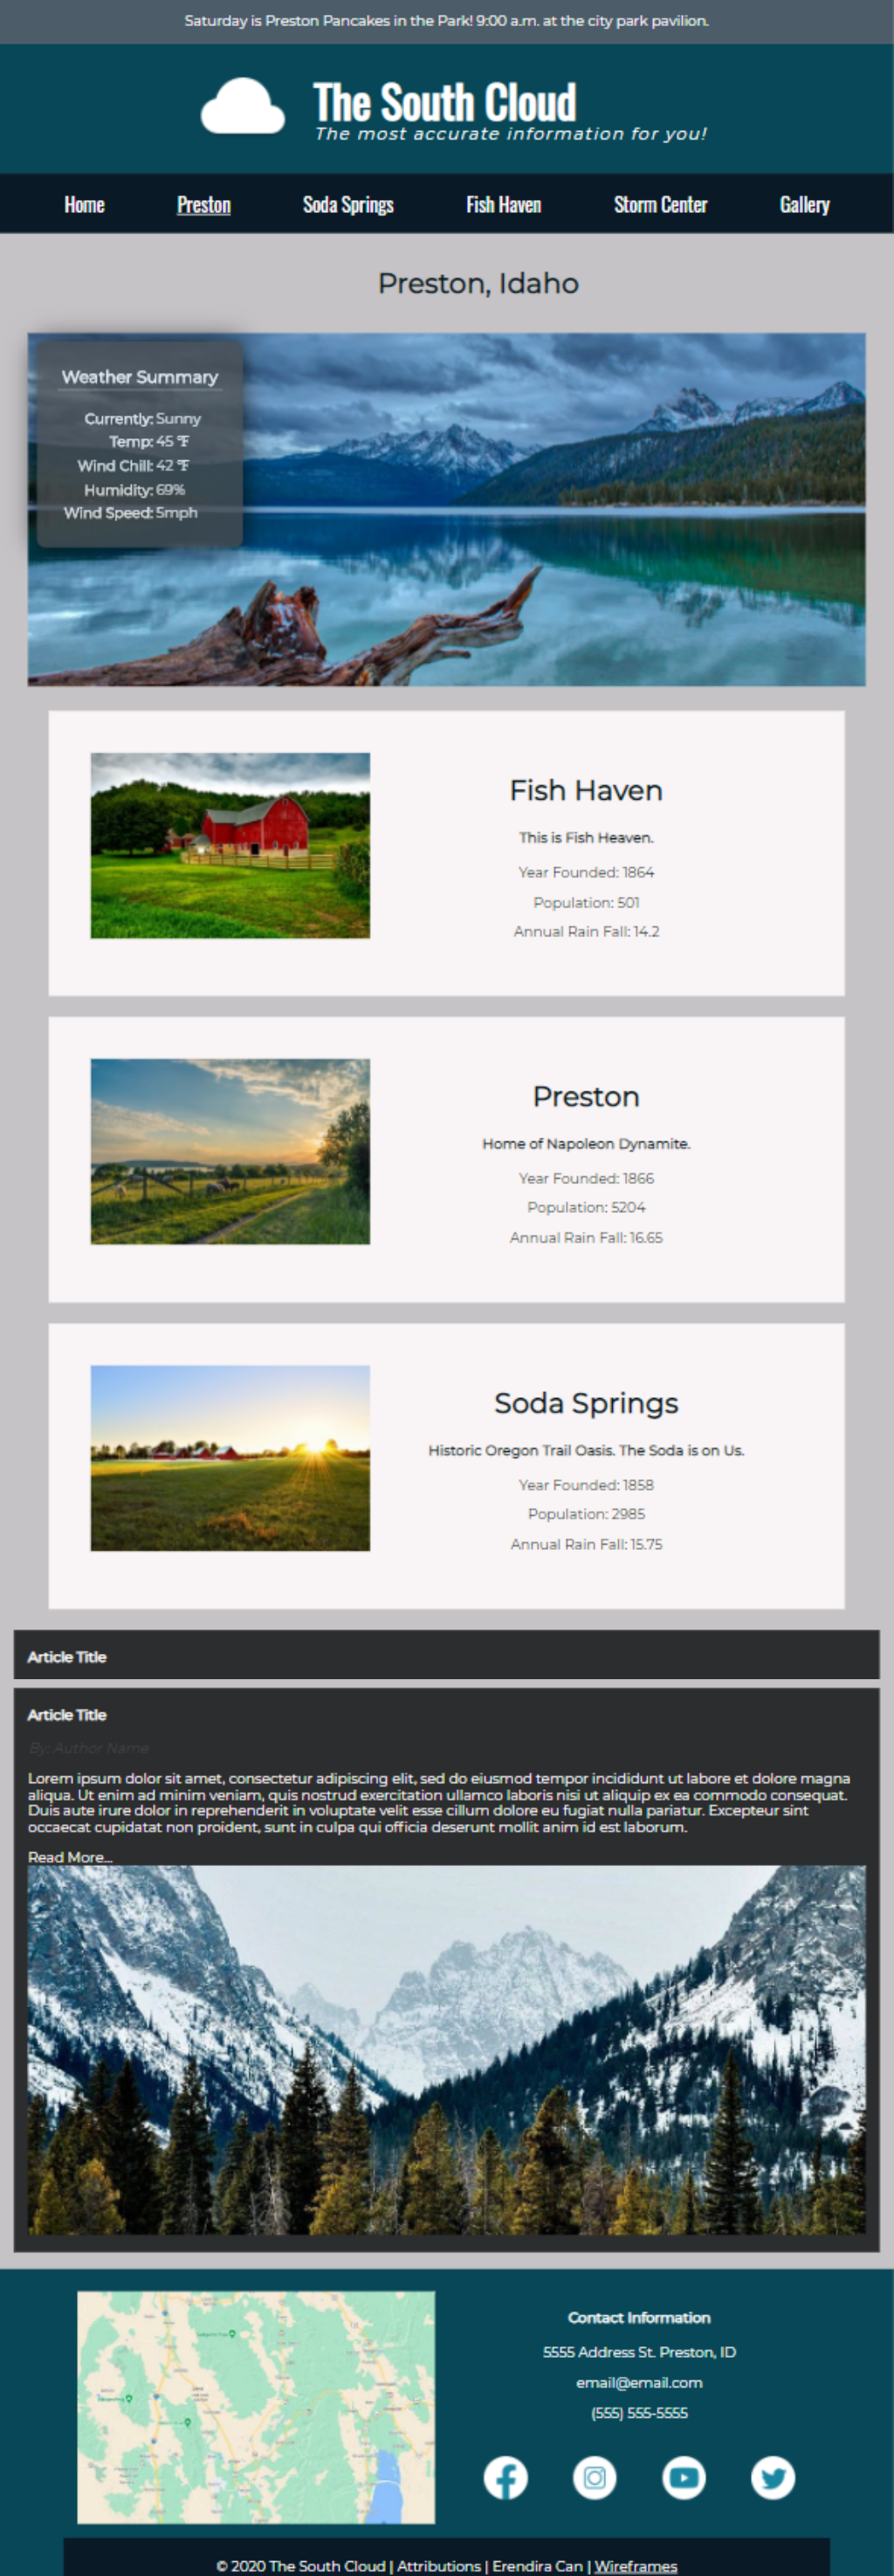 Saturday is Preston Pancakes in the Park! 9:00 a.m. at the city park pavilion.
The South Cloud
The most accurate information for you!
Home Preston Soda Springs Fish Haven Storm Center Gallery
Preston, Idaho
Weather Summary
Currently: Sunny
Temp: 45 °F
Wind Chill: 42 °F
Humidity: 69%
Wind Speed: 5mph
Fish Haven
This is Fish Heaven.
Year Founded: 1864
Population: 501
Annual Rain Fall: 14.2
Preston
Home of Napoleon Dynamite.
Year Founded: 1866
Population: 5204
Annual Rain Fall: 16.65
Soda Springs
Historic Oregon Trail Oasis. The Soda is on Us.
Year Founded: 1858
Population: 2985
Annual Rain Fall: 15.75
Article Title
Article Title
By: Author Name
Lorem ipsum dolor sit amet, consectetur adipiscing elit, sed do eiusmod tempor incididunt ut labore et dolore magna
aliqua. Ut enim ad minim veniam, quis nostrud exercitation ullamco laboris nisi ut aliquip ex ea commodo consequat.
Duis aute irure dolor in reprehenderit in voluptate velit esse cillum dolore eu fugiat nulla pariatur. Excepteur sint
occaecat cupidatat non proident, sunt in culpa qui officia deserunt mollit anim id est laborum.
Read More...
Contact Information
5555 Address St. Preston, ID
email@email.com
(555) 555-5555
© 2020 The South Cloud | Attributions | Erendira Can | Wireframes